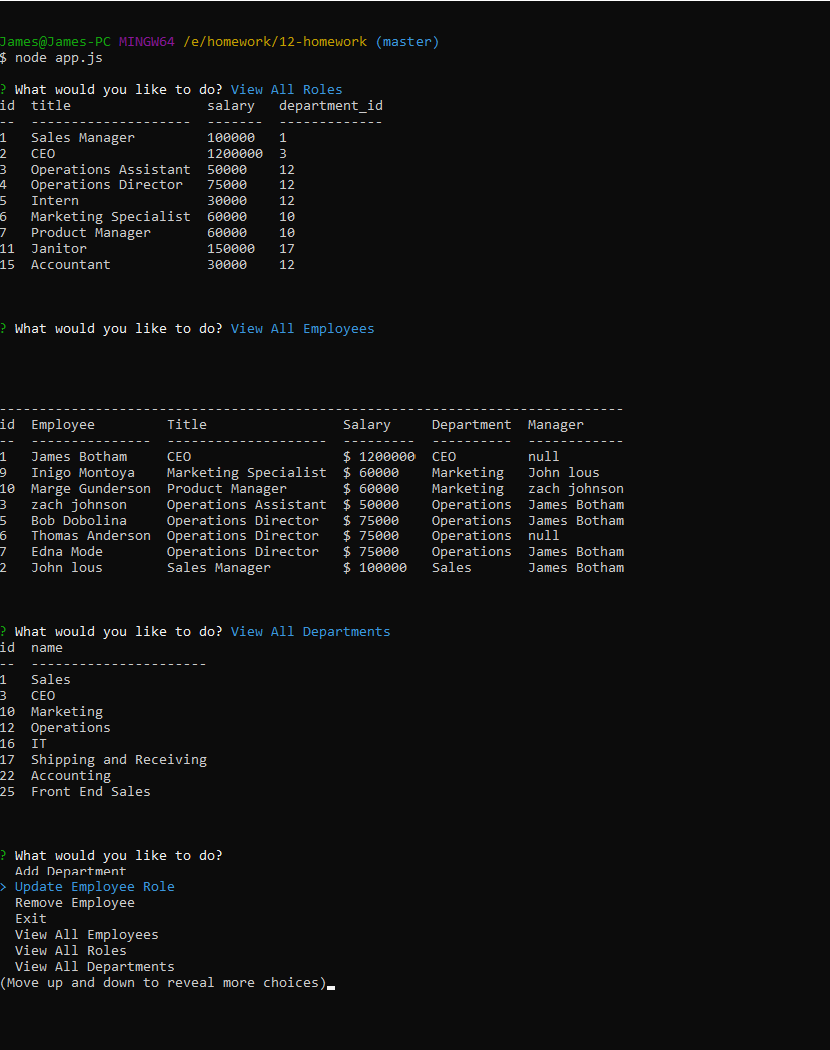 James@James-PC MINGW64 /e/homework/12-homework (master)
$ node app.js
? What would you like to do? View All Roles
id  title                 salary   department_id
--  --------------------  -------  -------------
1   Sales Manager         100000   1
2   CEO                   1200000  3
3   Operations Assistant  50000    12
4   Operations Director   75000    12
5   Intern                30000    12
6   Marketing Specialist  60000    10
7   Product Manager       60000    10
11  Janitor               150000   17
15  Accountant            30000    12
? What would you like to do? View All Employees
------------------------------------------------------------------------------
id  Employee         Title                 Salary     Department  Manager
--  ---------------  --------------------  ---------  ----------  ------------
1   James Botham     CEO                   $ 1200000  CEO         null
9   Inigo Montoya    Marketing Specialist  $ 60000    Marketing   John lous
10  Marge Gunderson  Product Manager       $ 60000    Marketing   zach johnson
3   zach johnson     Operations Assistant  $ 50000    Operations  James Botham
5   Bob Dobolina     Operations Director   $ 75000    Operations  James Botham
6   Thomas Anderson  Operations Director   $ 75000    Operations  null
7   Edna Mode        Operations Director   $ 75000    Operations  James Botham
2   John lous        Sales Manager         $ 100000   Sales       James Botham
? What would you like to do? View All Departments
id  name
--  ----------------------
1   Sales
3   CEO
10  Marketing
12  Operations
16  IT
17  Shipping and Receiving
22  Accounting
25  Front End Sales
? What would you like to do?
  Add Department
> Update Employee Role
  Remove Employee
  Exit
  View All Employees
  View All Roles
  View All Departments
(Move up and down to reveal more choices)